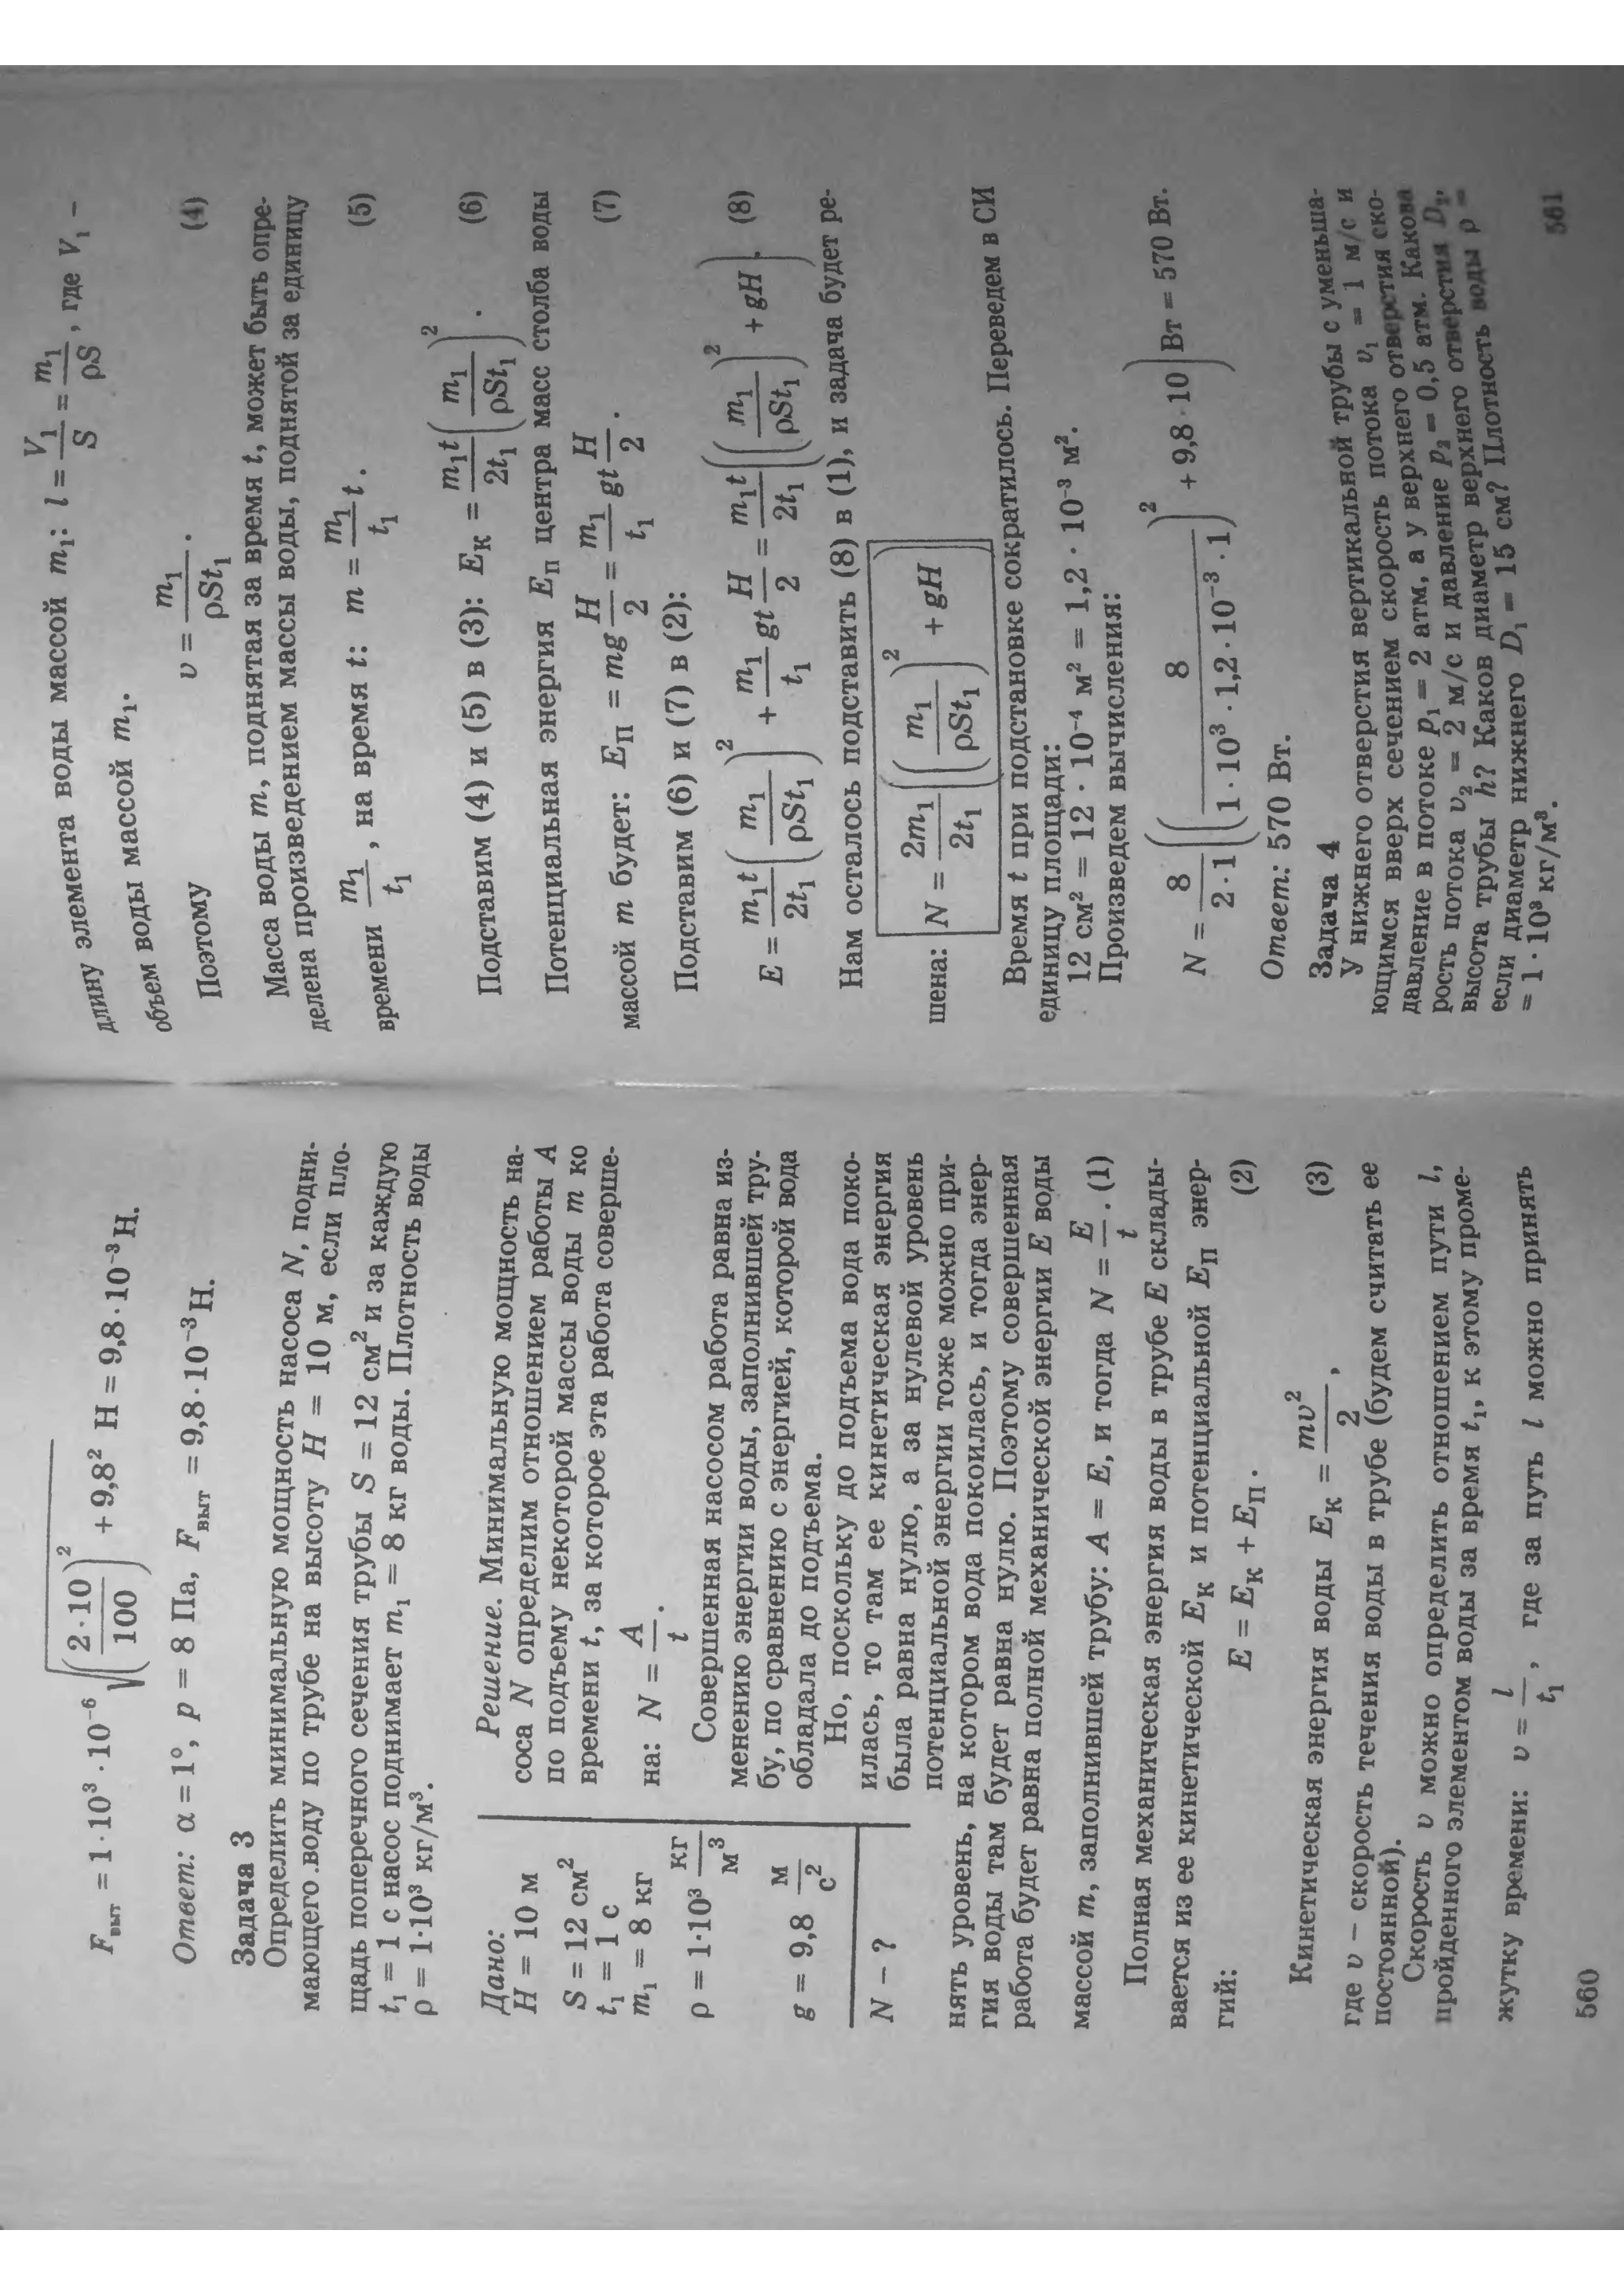 F выт = 1·10³·10⁻⁶ √((2·10/100)² + 9,8²) Н = 9,8·10⁻³Н.
Ответ: α = 1°, p = 8 Па, F выт = 9,8·10⁻³Н.
Задача 3
Определить минимальную мощность насоса N, подни-
мающего воду по трубе на высоту H = 10 м, если пло-
щадь поперечного сечения трубы S = 12 см² и за каждую
t₁ = 1 с насос поднимает m₁ = 8 кг воды. Плотность воды
ρ = 1·10³ кг/м³.
Дано:
H = 10 м
S = 12 см²
t₁ = 1 с
m₁ = 8 кг
ρ = 1·10³ кг/м³
g = 9,8 м/с²
N – ?
Решение. Минимальную мощность на-
соса N определим отношением работы A
по подъему некоторой массы воды m ко
времени t, за которое эта работа соверше-
на: N = A/t.
Совершенная насосом работа равна из-
менению энергии воды, заполнившей тру-
бу, по сравнению с энергией, которой вода
обладала до подъема.
Но, поскольку до подъема вода поко-
илась, то там ее кинетическая энергия
была равна нулю, а за нулевой уровень
потенциальной энергии тоже можно при-
нять уровень, на котором вода покоилась, и тогда энер-
гия воды там будет равна нулю. Поэтому совершенная
работа будет равна полной механической энергии E воды
массой m, заполнившей трубу: A = E, и тогда N = E/t. (1)
Полная механическая энергия воды в трубе E склады-
вается из ее кинетической Eк и потенциальной Eп энер-
гий: E = Eк + Eп. (2)
Кинетическая энергия воды Eк = mv²/2, (3)
где v – скорость течения воды в трубе (будем считать ее
постоянной).
Скорость v можно определить отношением пути l,
пройденного элементом воды за время t₁, к этому проме-
жутку времени: v = l/t₁, где за путь l можно принять
560
длину элемента воды массой m₁: l = V₁/S = m₁/ρS, где V₁ –
объем воды массой m₁.
Поэтому v = m₁/ρSt₁. (4)
Масса воды m, поднятая за время t, может быть опре-
делена произведением массы воды, поднятой за единицу
времени m₁/t₁, на время t: m = m₁/t₁ t. (5)
Подставим (4) и (5) в (3): Eк = m₁t/2t₁ (m₁/ρSt₁)². (6)
Потенциальная энергия Eп центра масс столба воды
массой m будет: Eп = mg H/2 = m₁/t₁ gt H/2. (7)
Подставим (6) и (7) в (2):
E = m₁t/2t₁ (m₁/ρSt₁)² + m₁/t₁ gt H/2 = m₁t/2t₁ ((m₁/ρSt₁)² + gH). (8)
Нам осталось подставить (8) в (1), и задача будет ре-
шена: N = 2m₁/2t₁ ((m₁/ρSt₁)² + gH)
Время t при подстановке сократилось. Переведем в СИ
единицу площади:
12 см² = 12 · 10⁻⁴ м² = 1,2 · 10⁻³ м².
Произведем вычисления:
N = 8/2·1 ((8/1·10³·1,2·10⁻³·1)² + 9,8·10) Вт = 570 Вт.
Ответ: 570 Вт.
Задача 4
У нижнего отверстия вертикальной трубы с уменьша-
ющимся вверх сечением скорость потока v₁ = 1 м/с и
давление в потоке p₁ = 2 атм, а у верхнего отверстия ско-
рость потока v₂ = 2 м/с и давление p₂ = 0,5 атм. Какова
высота трубы h? Каков диаметр верхнего отверстия D₂,
если диаметр нижнего D₁ = 15 см? Плотность воды ρ =
= 1·10³ кг/м³.
561